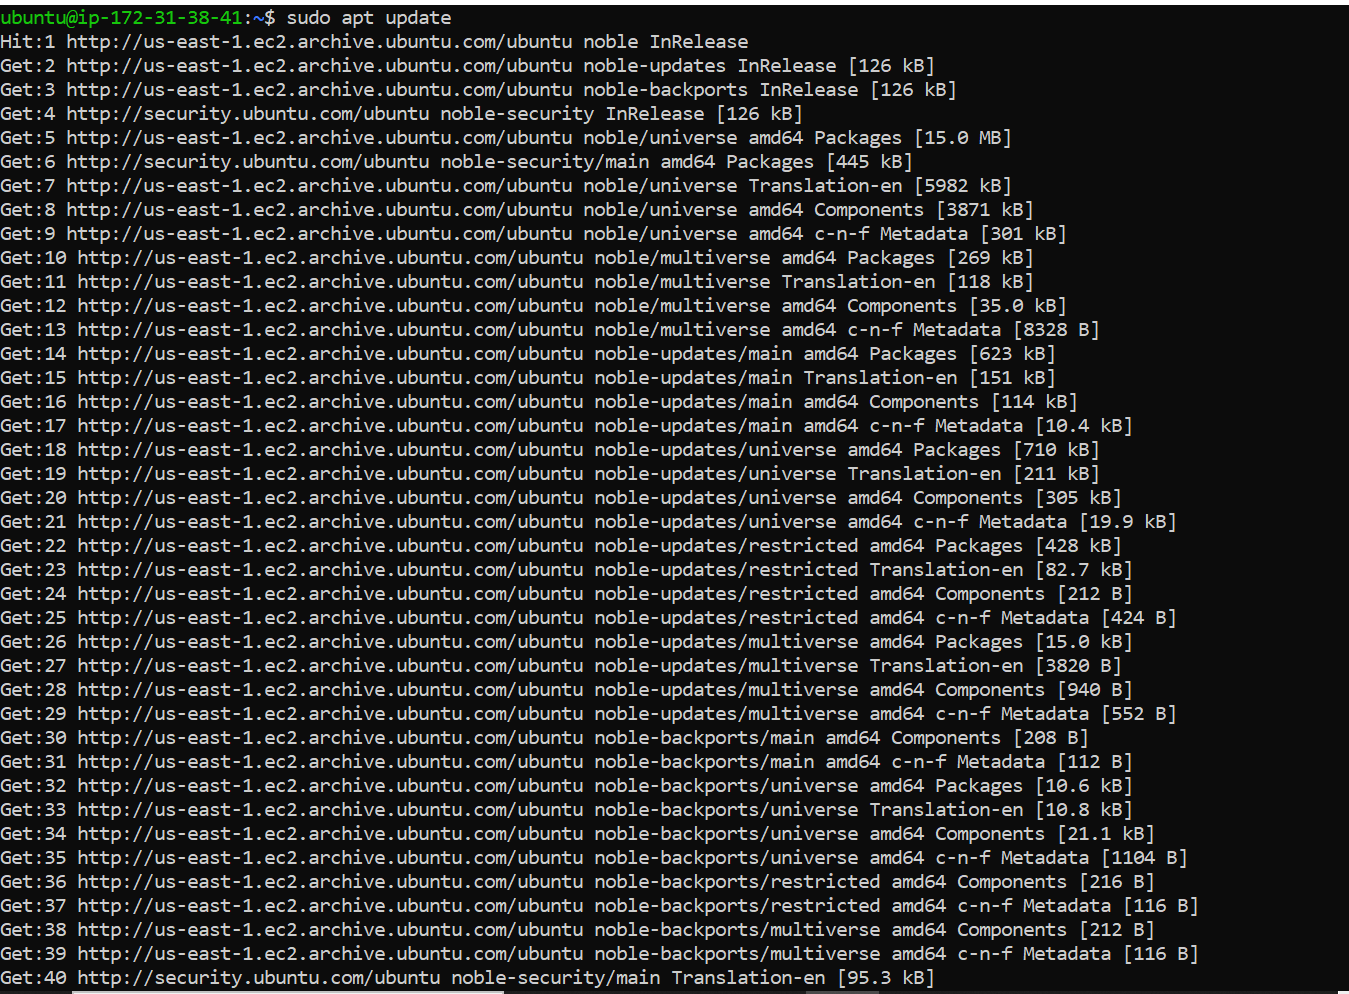 ubuntu@ip-172-31-38-41:~$ sudo apt update
Hit:1 http://us-east-1.ec2.archive.ubuntu.com/ubuntu noble InRelease
Get:2 http://us-east-1.ec2.archive.ubuntu.com/ubuntu noble-updates InRelease [126 kB]
Get:3 http://us-east-1.ec2.archive.ubuntu.com/ubuntu noble-backports InRelease [126 kB]
Get:4 http://security.ubuntu.com/ubuntu noble-security InRelease [126 kB]
Get:5 http://us-east-1.ec2.archive.ubuntu.com/ubuntu noble/universe amd64 Packages [15.0 MB]
Get:6 http://security.ubuntu.com/ubuntu noble-security/main amd64 Packages [445 kB]
Get:7 http://us-east-1.ec2.archive.ubuntu.com/ubuntu noble/universe Translation-en [5982 kB]
Get:8 http://us-east-1.ec2.archive.ubuntu.com/ubuntu noble/universe amd64 Components [3871 kB]
Get:9 http://us-east-1.ec2.archive.ubuntu.com/ubuntu noble/universe amd64 c-n-f Metadata [301 kB]
Get:10 http://us-east-1.ec2.archive.ubuntu.com/ubuntu noble/multiverse amd64 Packages [269 kB]
Get:11 http://us-east-1.ec2.archive.ubuntu.com/ubuntu noble/multiverse Translation-en [118 kB]
Get:12 http://us-east-1.ec2.archive.ubuntu.com/ubuntu noble/multiverse amd64 Components [35.0 kB]
Get:13 http://us-east-1.ec2.archive.ubuntu.com/ubuntu noble/multiverse amd64 c-n-f Metadata [8328 B]
Get:14 http://us-east-1.ec2.archive.ubuntu.com/ubuntu noble-updates/main amd64 Packages [623 kB]
Get:15 http://us-east-1.ec2.archive.ubuntu.com/ubuntu noble-updates/main Translation-en [151 kB]
Get:16 http://us-east-1.ec2.archive.ubuntu.com/ubuntu noble-updates/main amd64 Components [114 kB]
Get:17 http://us-east-1.ec2.archive.ubuntu.com/ubuntu noble-updates/main amd64 c-n-f Metadata [10.4 kB]
Get:18 http://us-east-1.ec2.archive.ubuntu.com/ubuntu noble-updates/universe amd64 Packages [710 kB]
Get:19 http://us-east-1.ec2.archive.ubuntu.com/ubuntu noble-updates/universe Translation-en [211 kB]
Get:20 http://us-east-1.ec2.archive.ubuntu.com/ubuntu noble-updates/universe amd64 Components [305 kB]
Get:21 http://us-east-1.ec2.archive.ubuntu.com/ubuntu noble-updates/universe amd64 c-n-f Metadata [19.9 kB]
Get:22 http://us-east-1.ec2.archive.ubuntu.com/ubuntu noble-updates/restricted amd64 Packages [428 kB]
Get:23 http://us-east-1.ec2.archive.ubuntu.com/ubuntu noble-updates/restricted Translation-en [82.7 kB]
Get:24 http://us-east-1.ec2.archive.ubuntu.com/ubuntu noble-updates/restricted amd64 Components [212 B]
Get:25 http://us-east-1.ec2.archive.ubuntu.com/ubuntu noble-updates/restricted amd64 c-n-f Metadata [424 B]
Get:26 http://us-east-1.ec2.archive.ubuntu.com/ubuntu noble-updates/multiverse amd64 Packages [15.0 kB]
Get:27 http://us-east-1.ec2.archive.ubuntu.com/ubuntu noble-updates/multiverse Translation-en [3820 B]
Get:28 http://us-east-1.ec2.archive.ubuntu.com/ubuntu noble-updates/multiverse amd64 Components [940 B]
Get:29 http://us-east-1.ec2.archive.ubuntu.com/ubuntu noble-updates/multiverse amd64 c-n-f Metadata [552 B]
Get:30 http://us-east-1.ec2.archive.ubuntu.com/ubuntu noble-backports/main amd64 Components [208 B]
Get:31 http://us-east-1.ec2.archive.ubuntu.com/ubuntu noble-backports/main amd64 c-n-f Metadata [112 B]
Get:32 http://us-east-1.ec2.archive.ubuntu.com/ubuntu noble-backports/universe amd64 Packages [10.6 kB]
Get:33 http://us-east-1.ec2.archive.ubuntu.com/ubuntu noble-backports/universe Translation-en [10.8 kB]
Get:34 http://us-east-1.ec2.archive.ubuntu.com/ubuntu noble-backports/universe amd64 Components [21.1 kB]
Get:35 http://us-east-1.ec2.archive.ubuntu.com/ubuntu noble-backports/universe amd64 c-n-f Metadata [1104 B]
Get:36 http://us-east-1.ec2.archive.ubuntu.com/ubuntu noble-backports/restricted amd64 Components [216 B]
Get:37 http://us-east-1.ec2.archive.ubuntu.com/ubuntu noble-backports/restricted amd64 c-n-f Metadata [116 B]
Get:38 http://us-east-1.ec2.archive.ubuntu.com/ubuntu noble-backports/multiverse amd64 Components [212 B]
Get:39 http://us-east-1.ec2.archive.ubuntu.com/ubuntu noble-backports/multiverse amd64 c-n-f Metadata [116 B]
Get:40 http://security.ubuntu.com/ubuntu noble-security/main Translation-en [95.3 kB]